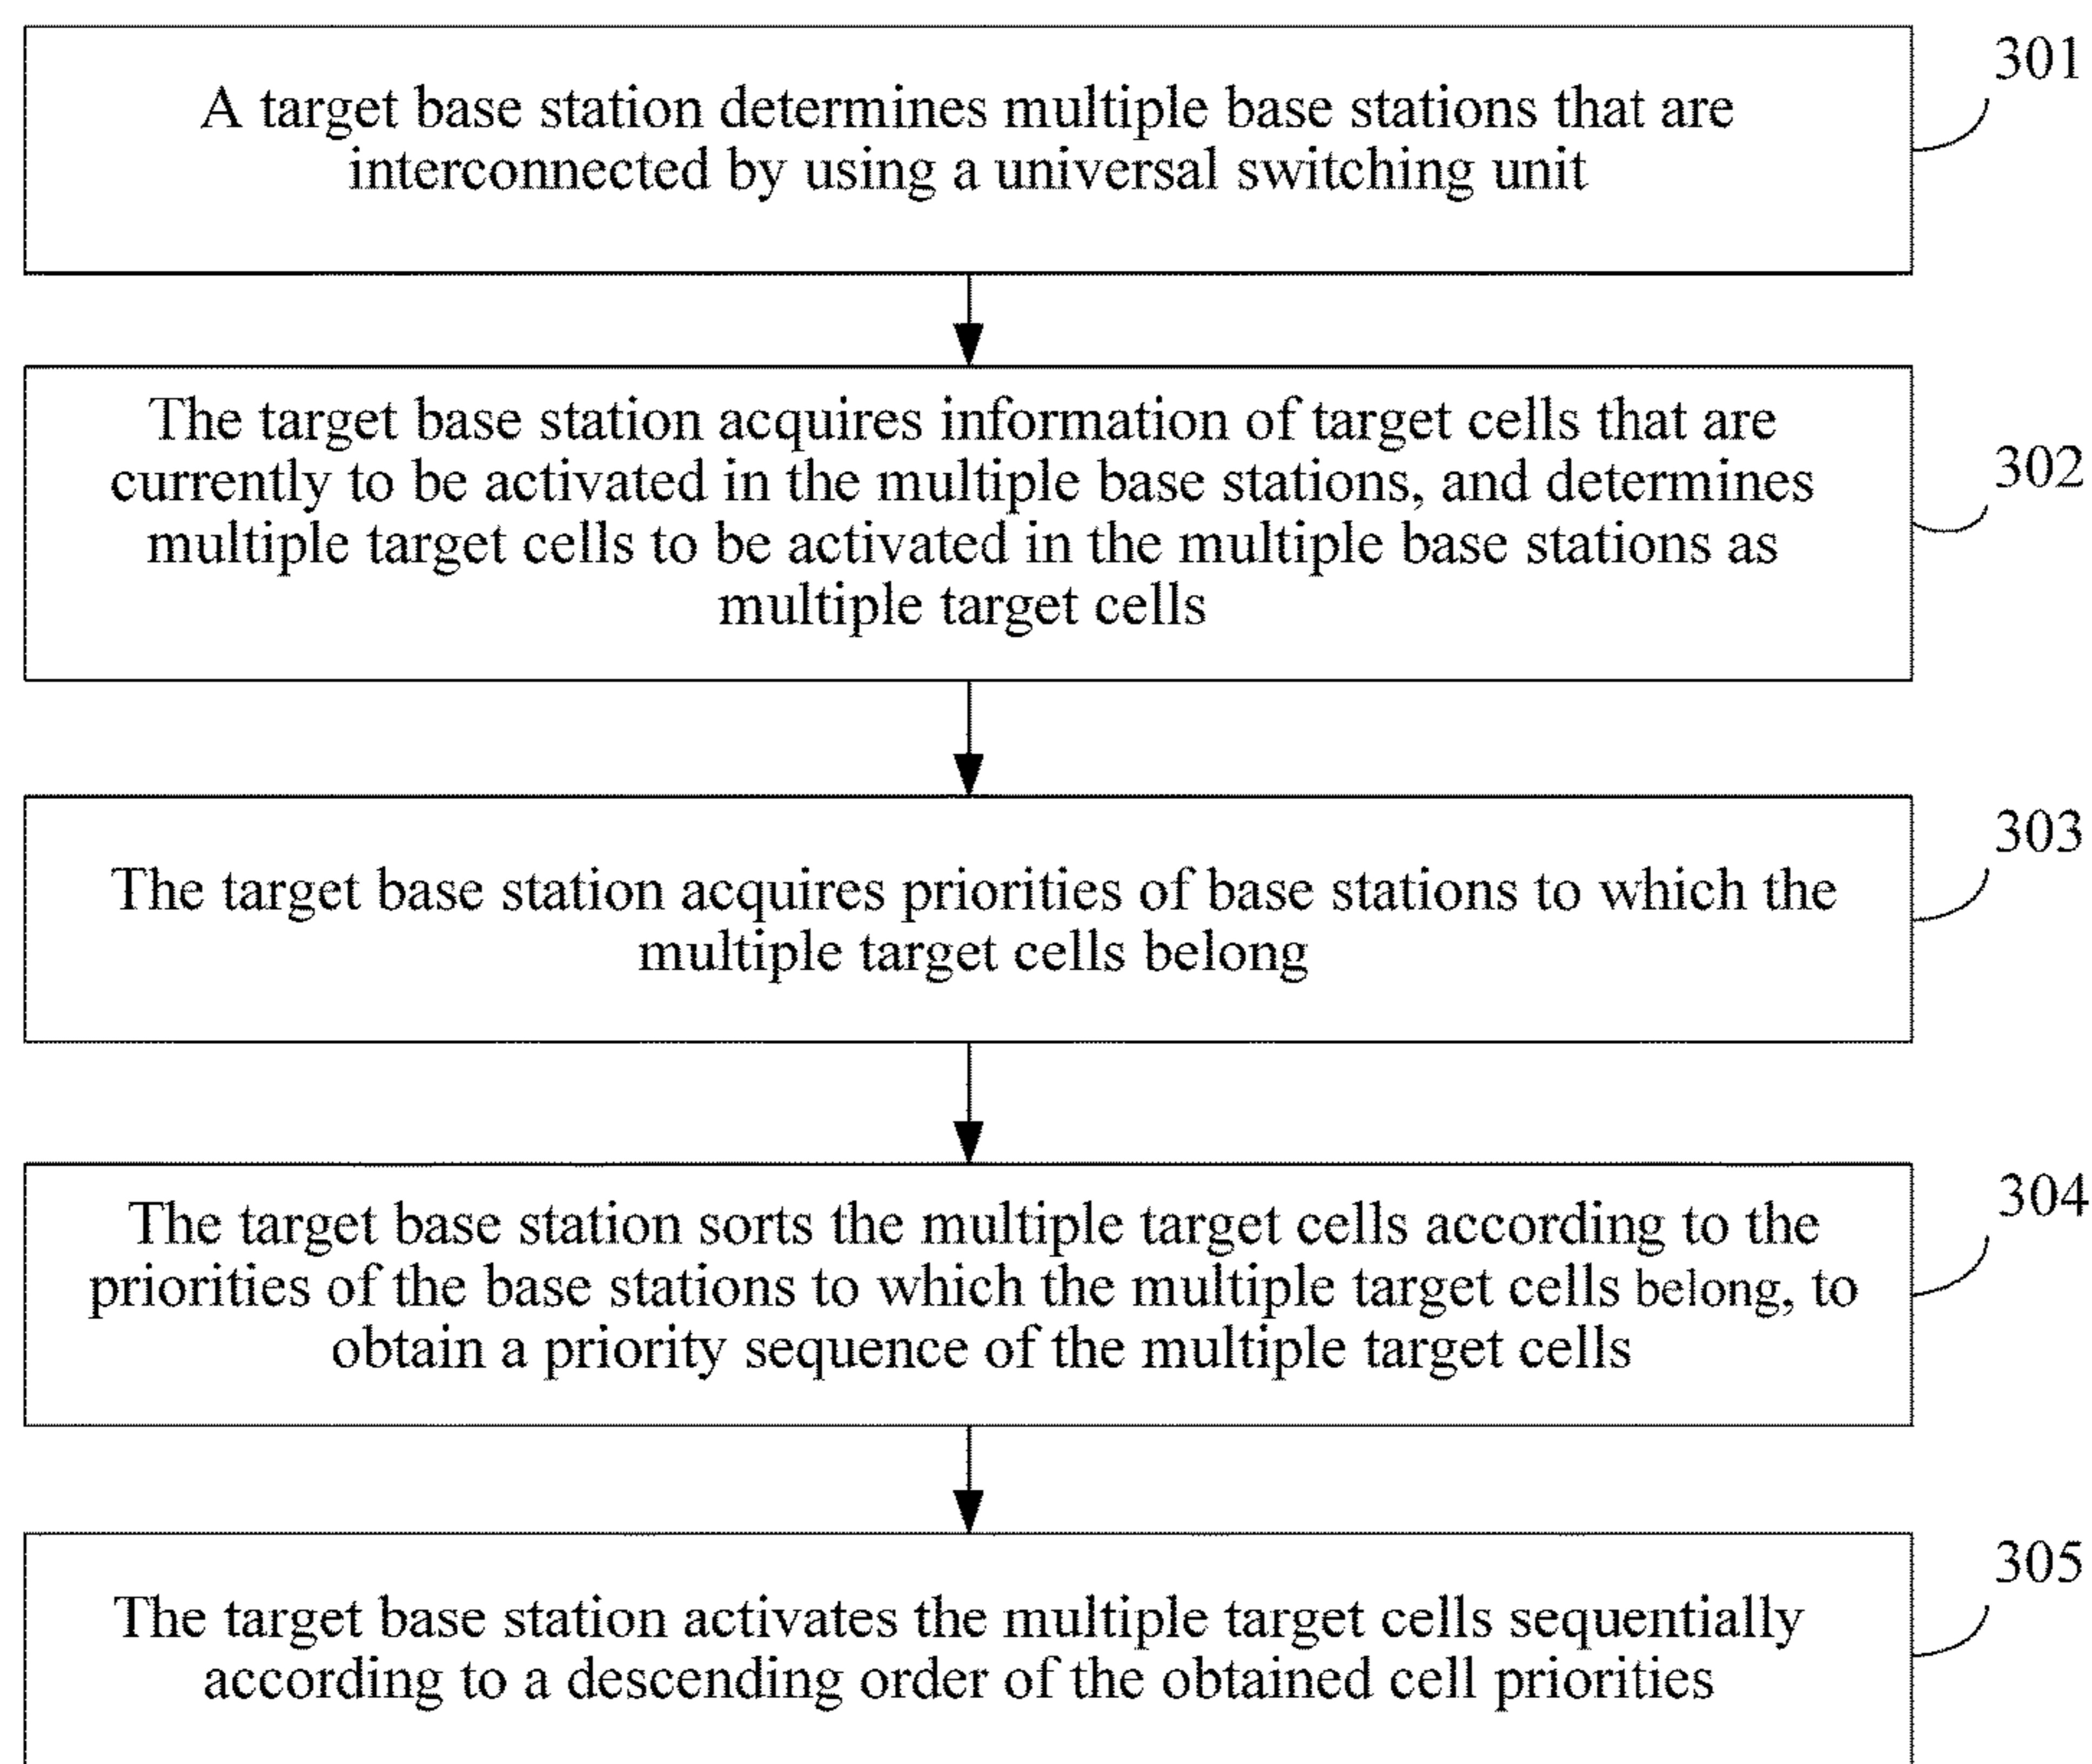 301
A target base station determines multiple base stations that are
interconnected by using a universal switching unit
The target base station acquires information of target cells that are
currently to be activated in the multiple base stations, and determines
multiple target cells to be activated in the multiple base stations as
multiple target cells
302
The target base station acquires priorities of base stations to which the
multiple target cells belong
303
The target base station sorts the multiple target cells according to the
priorities of the base stations to which the multiple target cells belong, to
obtain a priority sequence of the multiple target cells
304
The target base station activates the multiple target cells sequentially
according to a descending order of the obtained cell priorities
305